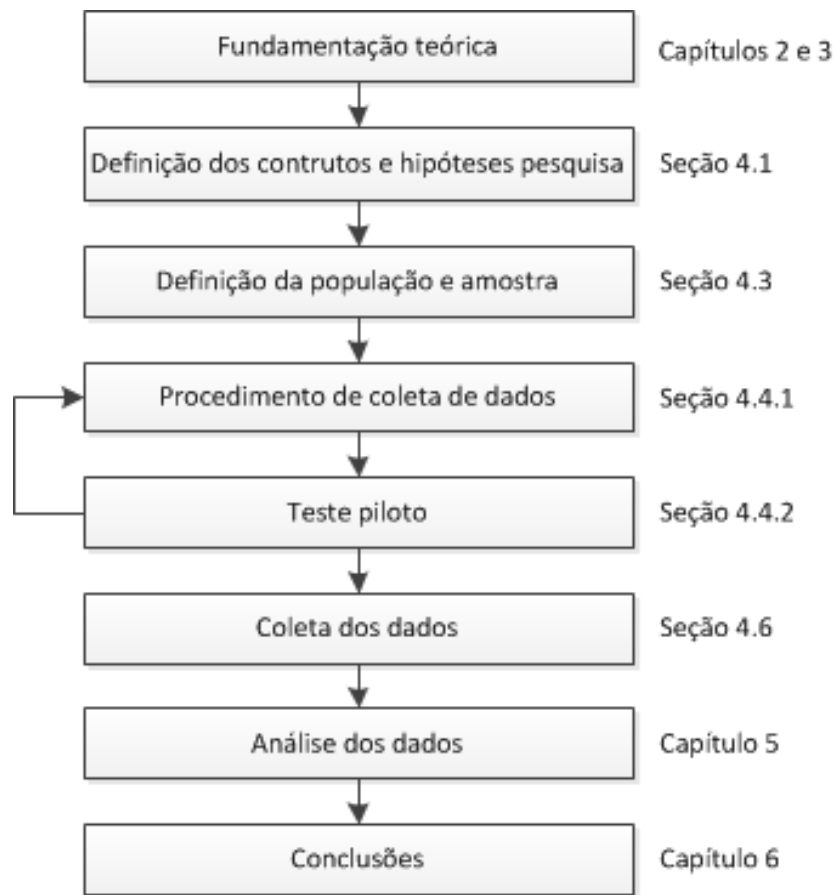 Fundamentação teórica
Capítulos 2 e 3
Definição dos contrutos e hipóteses pesquisa
Seção 4.1
Definição da população e amostra
Seção 4.3
Procedimento de coleta de dados
Seção 4.4.1
Teste piloto
Seção 4.4.2
Coleta dos dados
Seção 4.6
Análise dos dados
Capítulo 5
Conclusões
Capítulo 6